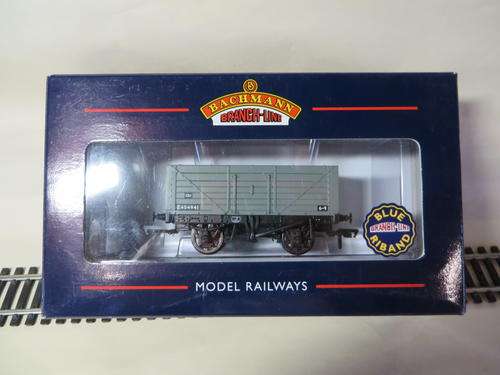 BACHMANN
BRANCH-LINE
BLUE
BRANCH-LINE
RIBAND
MODEL RAILWAYS